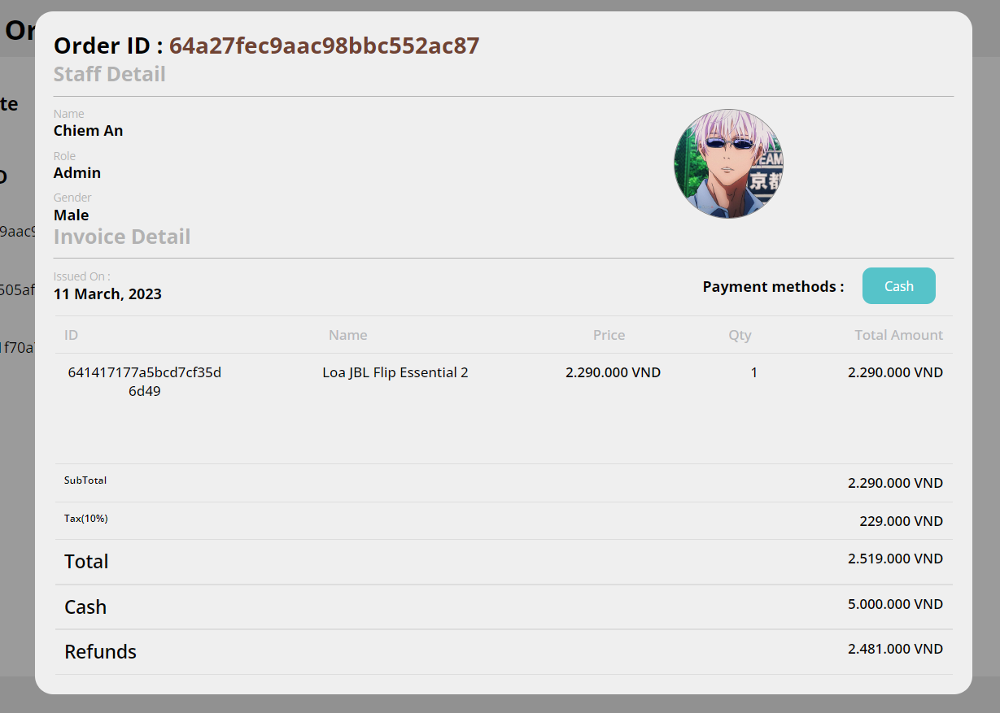 Or
Order ID : 64a27fec9aac98bbc552ac87
Staff Detail
te
Name
Chiem An
Role
Admin
Gender
Male
EAM
京都
Invoice Detail
9aac9
Issued On :
11 March, 2023
Payment methods :
Cash
505af
ID Name Price Qty Total Amount
1f70a
641417177a5bcd7cf35d
6d49
Loa JBL Flip Essential 2
2.290.000 VND
1
2.290.000 VND
SubTotal 2.290.000 VND
Tax(10%) 229.000 VND
Total 2.519.000 VND
Cash 5.000.000 VND
Refunds 2.481.000 VND